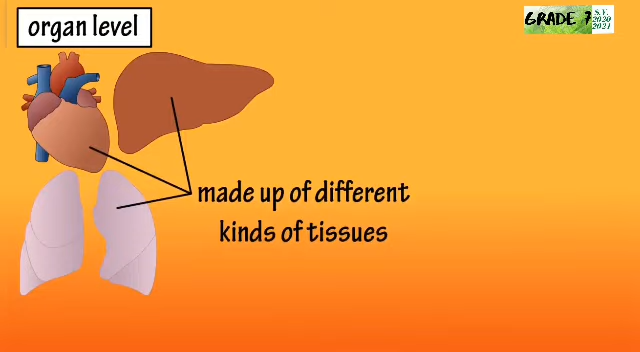 organ level
GRADE 7
S.Y.
2020
2021
made up of different
kinds of tissues